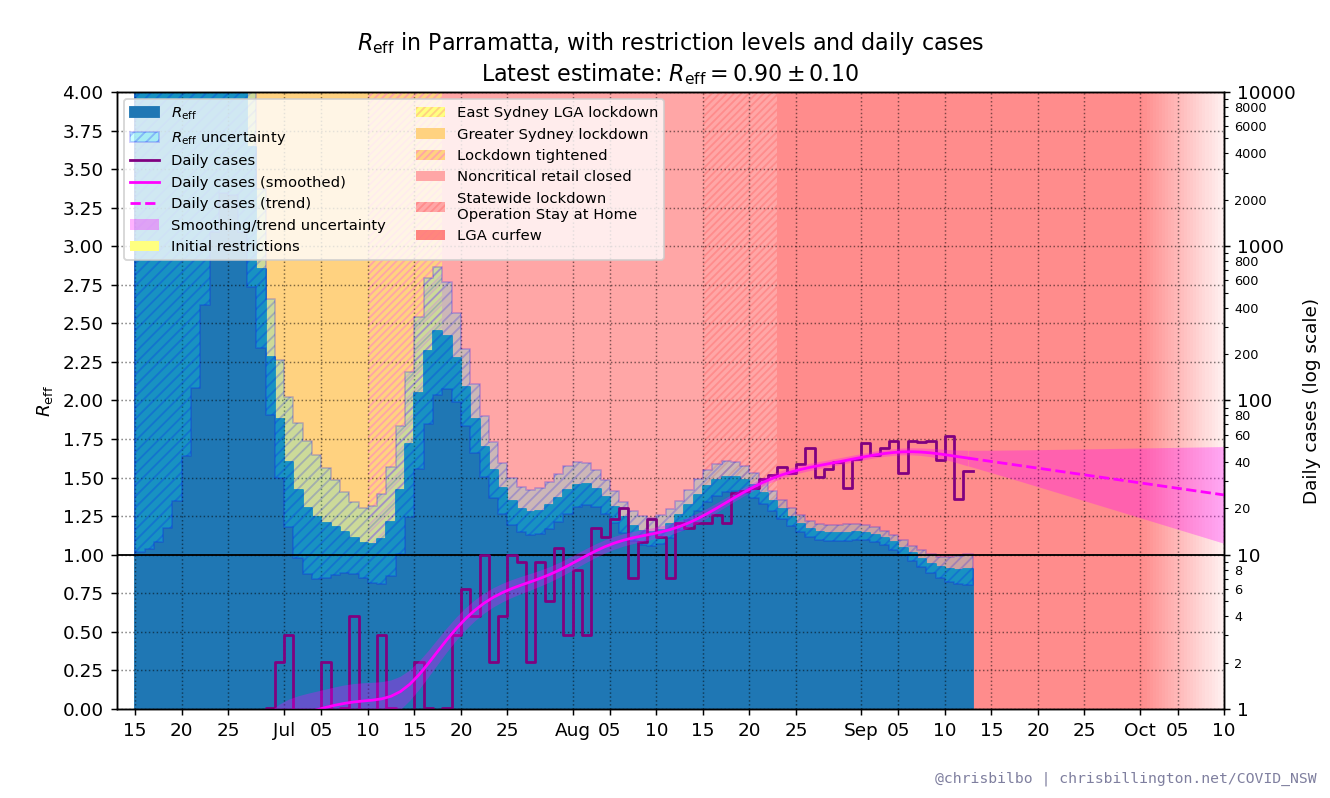 Reff in Parramatta, with restriction levels and daily cases
Latest estimate: Reff = 0.90 ± 0.10
Reff
Reff uncertainty
Daily cases
Daily cases (smoothed)
Daily cases (trend)
Smoothing/trend uncertainty
Initial restrictions
East Sydney LGA lockdown
Greater Sydney lockdown
Lockdown tightened
Noncritical retail closed
Statewide lockdown
Operation Stay at Home
LGA curfew
4.00
3.75
3.50
3.25
3.00
2.75
2.50
2.25
2.00
1.75
1.50
1.25
1.00
0.75
0.50
0.25
0.00
Reff
10000
8000
6000
4000
2000
1000
800
600
400
200
100
80
60
40
20
10
8
6
4
2
1
Daily cases (log scale)
15 20 25 Jul 05 10 15 20 25 Aug 05 10 15 20 25 Sep 05 10 15 20 25 Oct 05 10
@chrisbilbo | chrisbillington.net/COVID_NSW